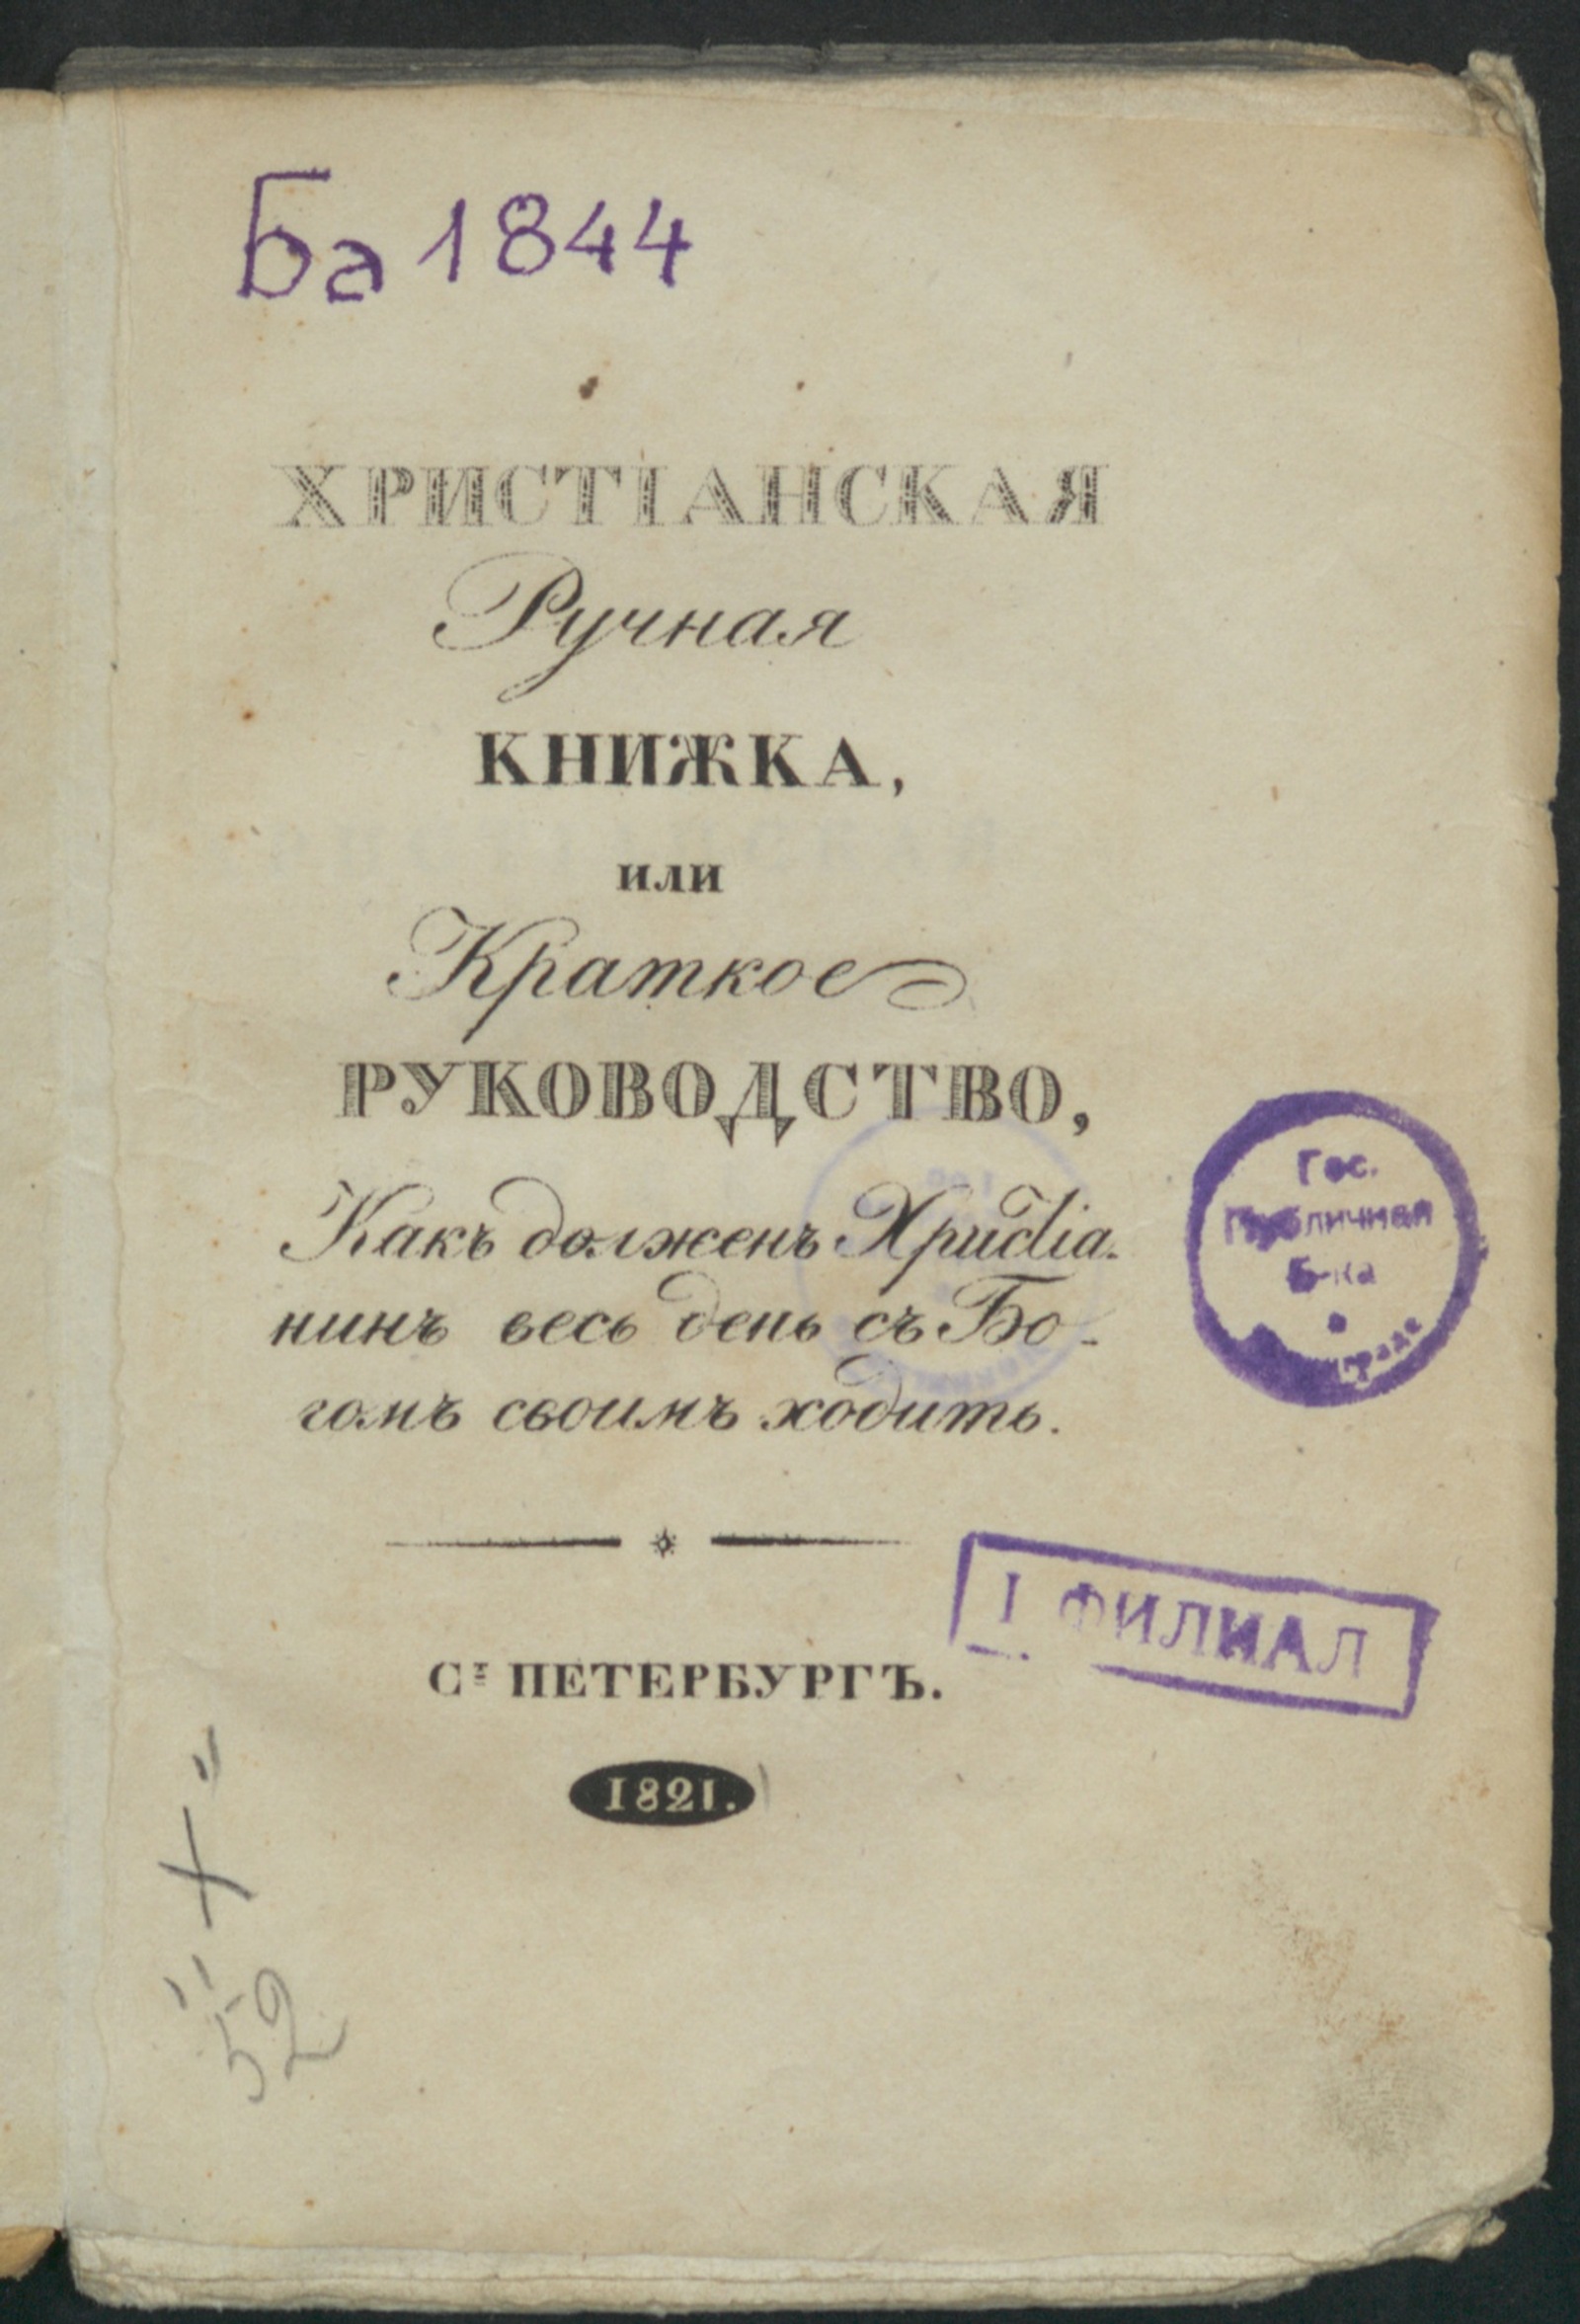 Ба 1844
ХРИСТІАНСКАЯ
Ручная
КНИЖКА,
или
Краткое
РУКОВОДСТВО,
Какъ долженъ Христіа-
нинъ весь день съ Бо-
гомъ своимъ ходить.
Гос.
Публичная
Б-ка
I ФИЛИАЛ
Сᵗ ПЕТЕРБУРГЪ.
1821.
52